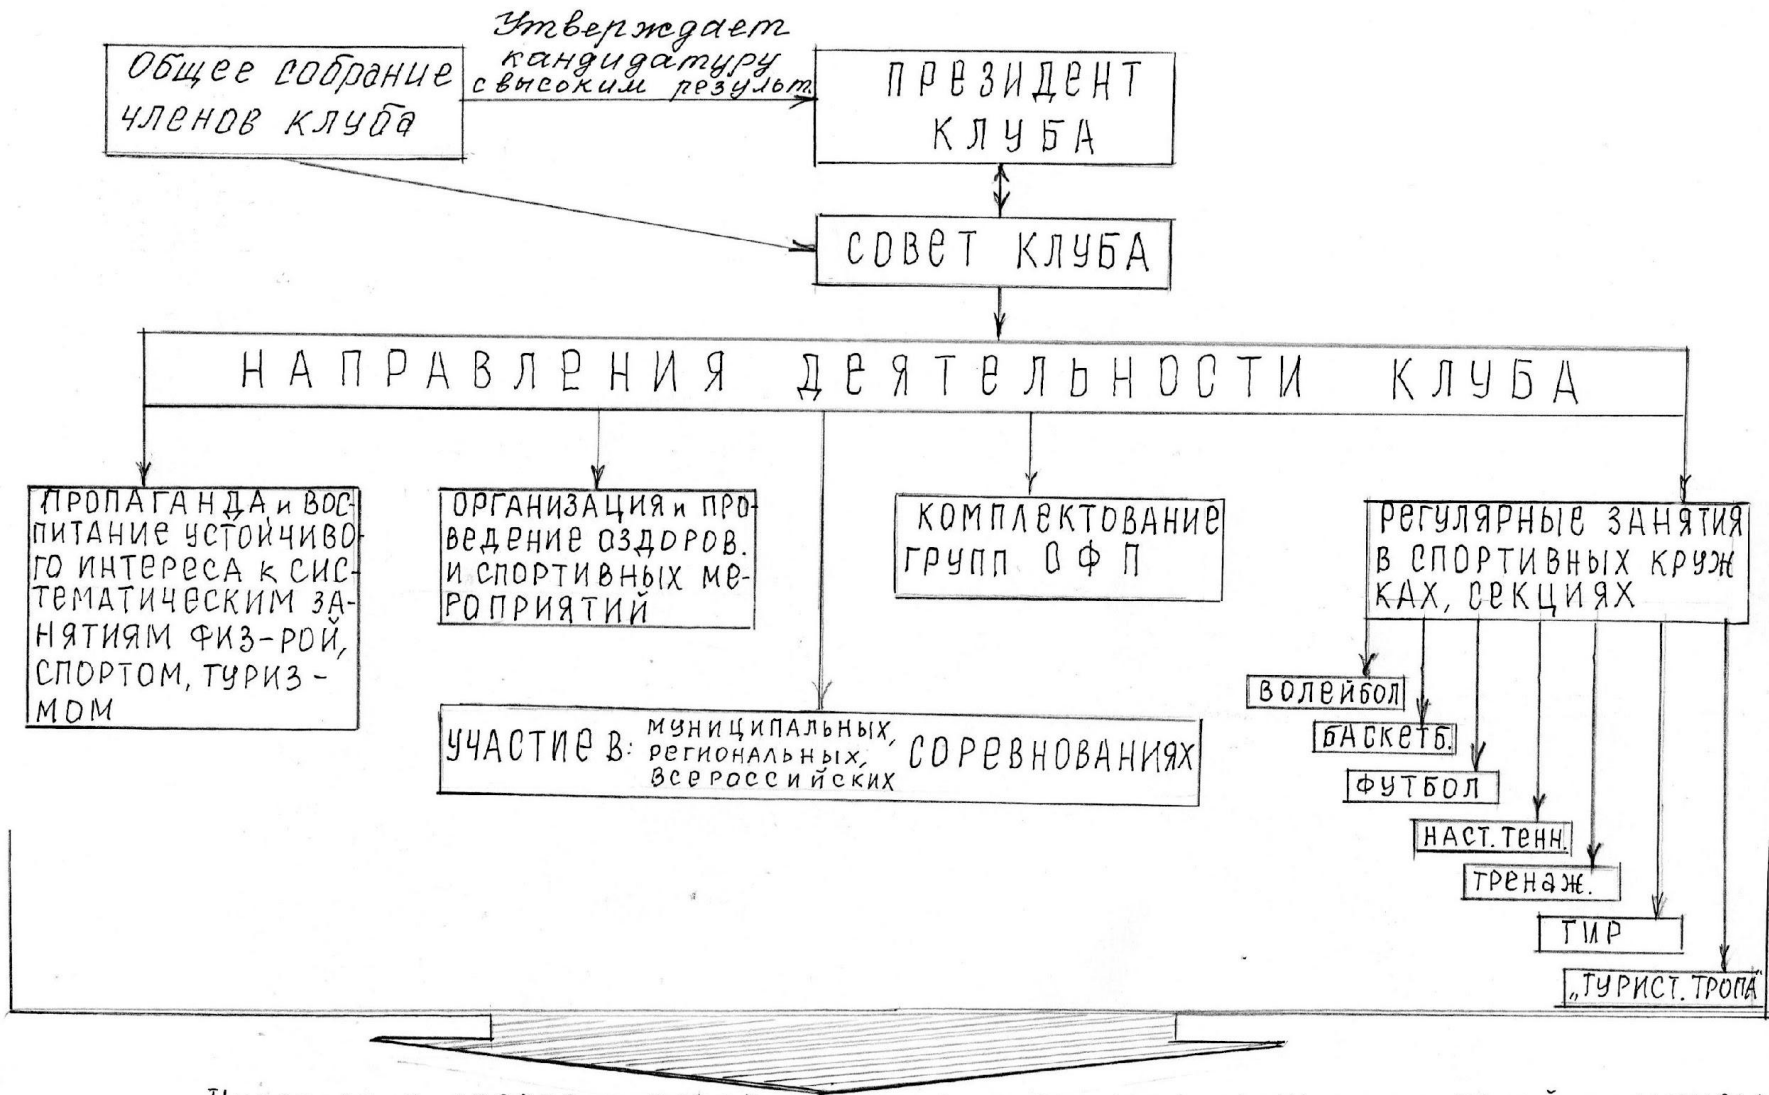 Утверждает
кандидатуру
с высоким результ.
Общее собрание
членов клуба
ПРЕЗИДЕНТ
КЛУБА
СОВЕТ КЛУБА
НАПРАВЛЕНИЯ ДЕЯТЕЛЬНОСТИ КЛУБА
ПРОПАГАНДА и ВОС-
ПИТАНИЕ УСТОЙЧИВО-
ГО ИНТЕРЕСА К СИС-
ТЕМАТИЧЕСКИМ ЗА-
НЯТИЯМ ФИЗ-РОЙ,
СПОРТОМ, ТУРИЗ-
МОМ
ОРГАНИЗАЦИЯ и ПРО-
ВЕДЕНИЕ ОЗДОРОВ.
И СПОРТИВНЫХ МЕ-
РОПРИЯТИЙ
КОМПЛЕКТОВАНИЕ
ГРУПП ОФП
РЕГУЛЯРНЫЕ ЗАНЯТИЯ
В СПОРТИВНЫХ КРУЖ
КАХ, СЕКЦИЯХ
УЧАСТИЕ В: МУНИЦИПАЛЬНЫХ,
РЕГИОНАЛЬНЫХ,
ВСЕРОССИЙСКИХ
СОРЕВНОВАНИЯХ
ВОЛЕЙБОЛ
БАСКЕТБ.
ФУТБОЛ
НАСТ. ТЕНН.
ТРЕНАЖ.
ТИР
„ТУРИСТ. ТРОПА"